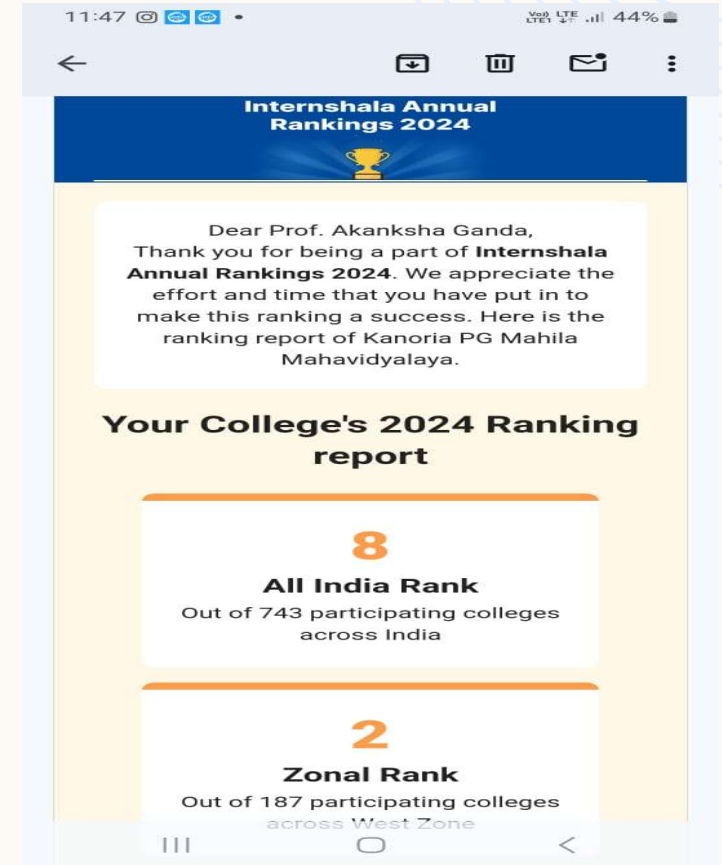 11:47
Vo)) LTE 44%
LTE1
Internshala Annual
Rankings 2024
Dear Prof. Akanksha Ganda,
Thank you for being a part of Internshala
Annual Rankings 2024. We appreciate the
effort and time that you have put in to
make this ranking a success. Here is the
ranking report of Kanoria PG Mahila
Mahavidyalaya.
Your College's 2024 Ranking
report
8
All India Rank
Out of 743 participating colleges
across India
2
Zonal Rank
Out of 187 participating colleges
across West Zone